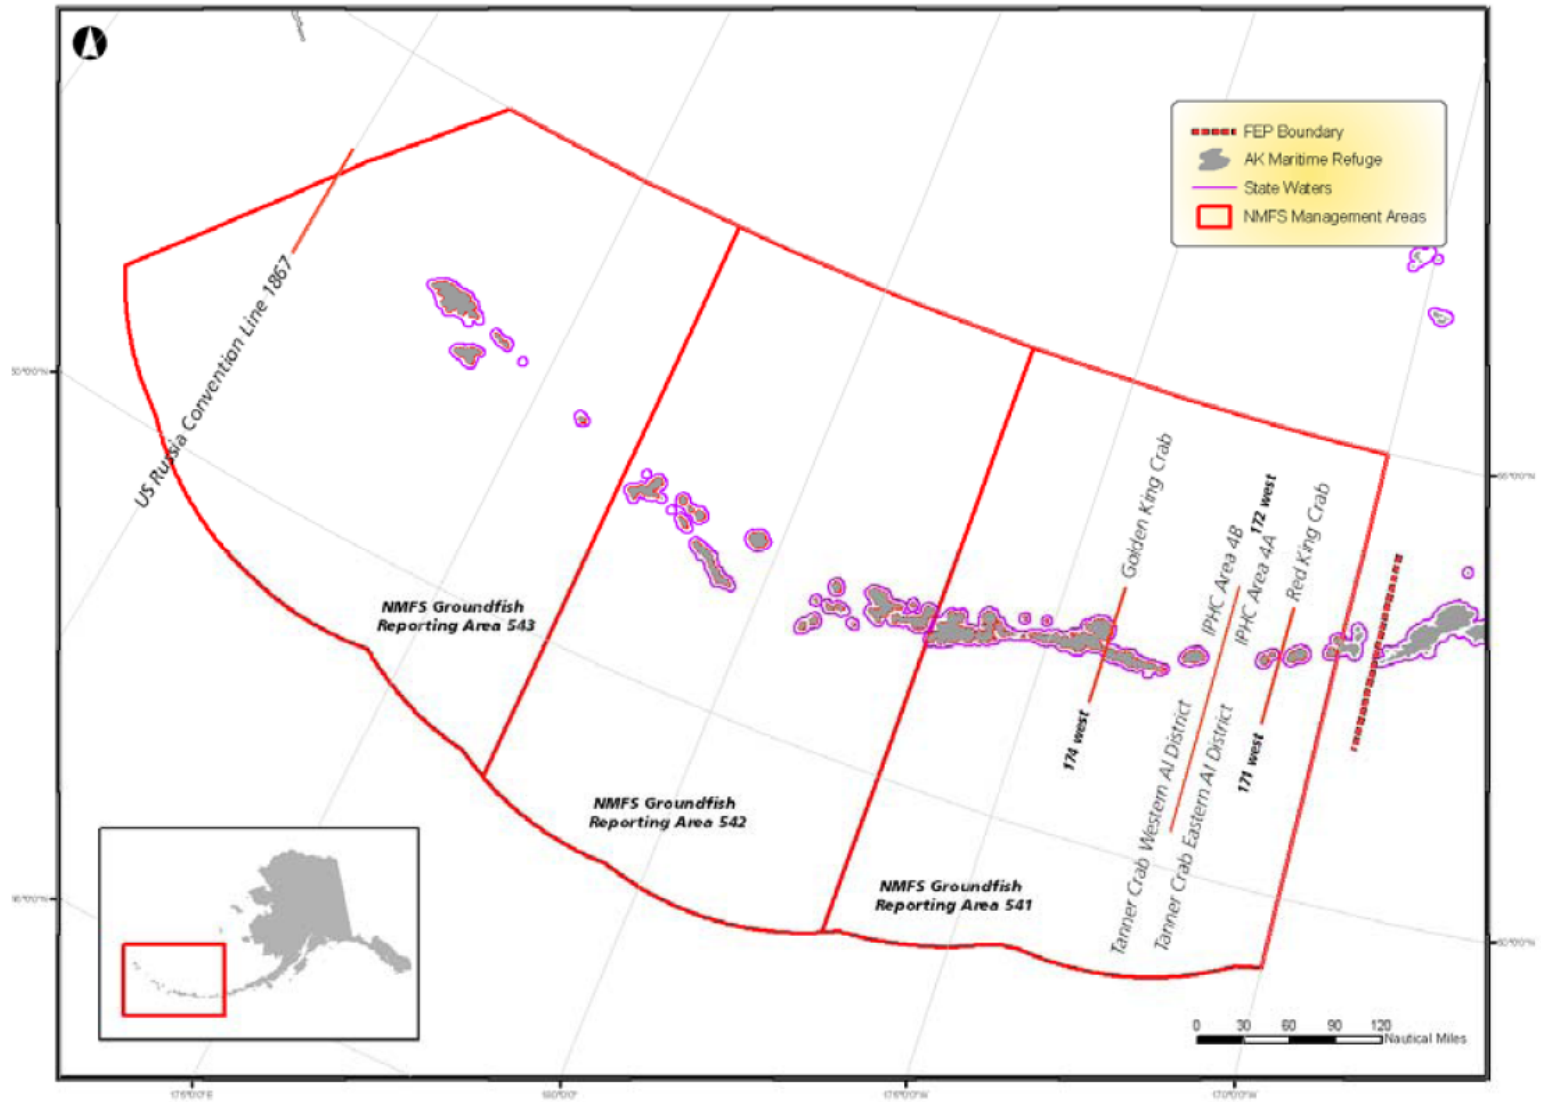 FEP Boundary
AK Maritime Refuge
State Waters
NMFS Management Areas
US Russia Convention Line 1867
Golden King Crab
174 west
IPHC Area 4B
172 west
IPHC Area 4A
Red King Crab
171 west
Tanner Crab Western AI District
Tanner Crab Eastern AI District
NMFS Groundfish
Reporting Area 543
NMFS Groundfish
Reporting Area 542
NMFS Groundfish
Reporting Area 541
0 30 60 90 120
Nautical Miles